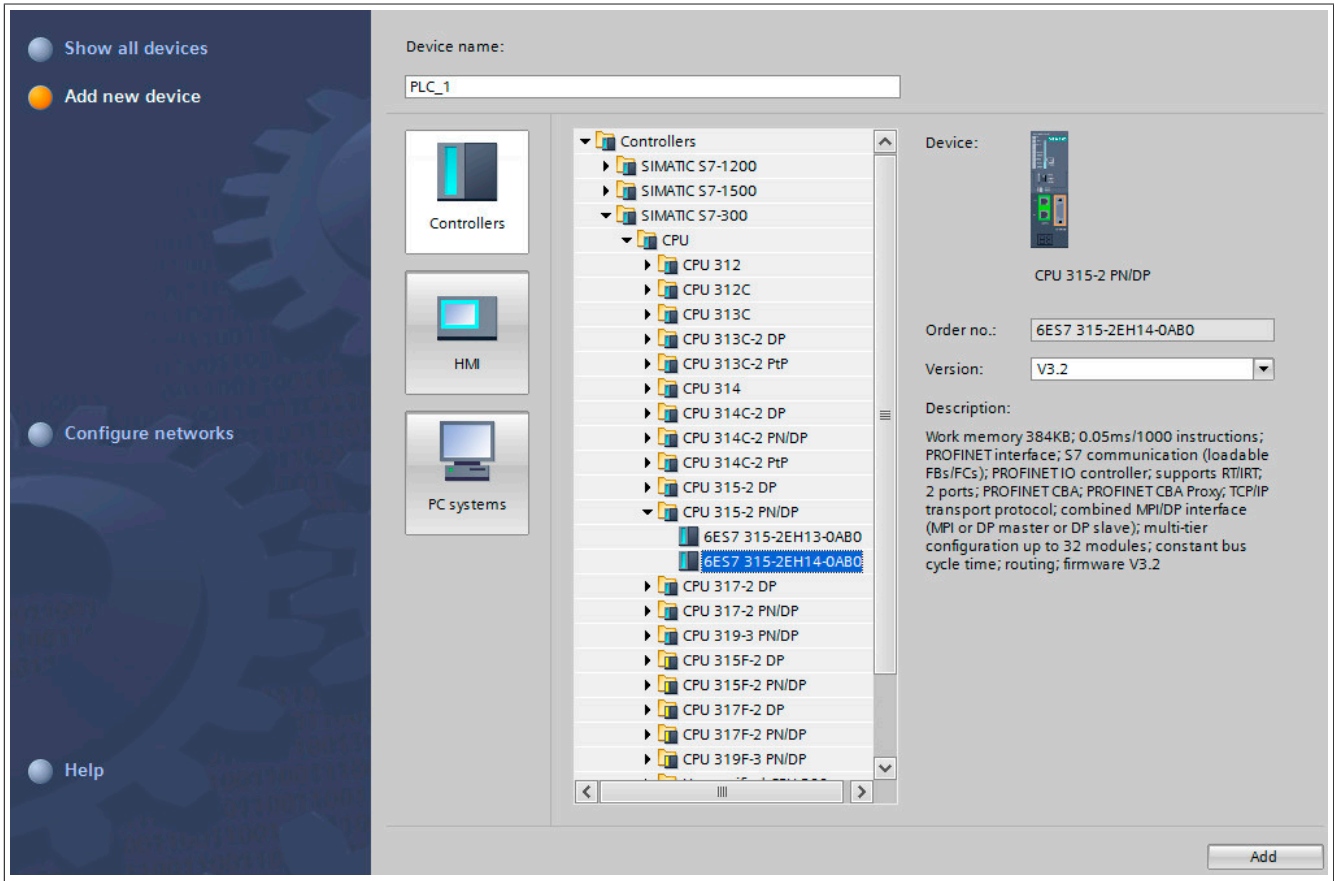 Show all devices
Add new device
Configure networks
Help
Device name:
PLC_1
Controllers
HMI
PC systems
Controllers
SIMATIC S7-1200
SIMATIC S7-1500
SIMATIC S7-300
CPU
CPU 312
CPU 312C
CPU 313C
CPU 313C-2 DP
CPU 313C-2 PtP
CPU 314
CPU 314C-2 DP
CPU 314C-2 PN/DP
CPU 314C-2 PtP
CPU 315-2 DP
CPU 315-2 PN/DP
6ES7 315-2EH13-0AB0
6ES7 315-2EH14-0AB0
CPU 317-2 DP
CPU 317-2 PN/DP
CPU 319-3 PN/DP
CPU 315F-2 DP
CPU 315F-2 PN/DP
CPU 317F-2 DP
CPU 317F-2 PN/DP
CPU 319F-3 PN/DP
Device:
CPU 315-2 PN/DP
Order no.:
6ES7 315-2EH14-0AB0
Version:
V3.2
Description:
Work memory 384KB; 0.05ms/1000 instructions;
PROFINET interface; S7 communication (loadable
FBs/FCs); PROFINET IO controller; supports RT/IRT;
2 ports; PROFINET CBA; PROFINET CBA Proxy; TCP/IP
transport protocol; combined MPI/DP interface
(MPI or DP master or DP slave); multi-tier
configuration up to 32 modules; constant bus
cycle time; routing; firmware V3.2
Add